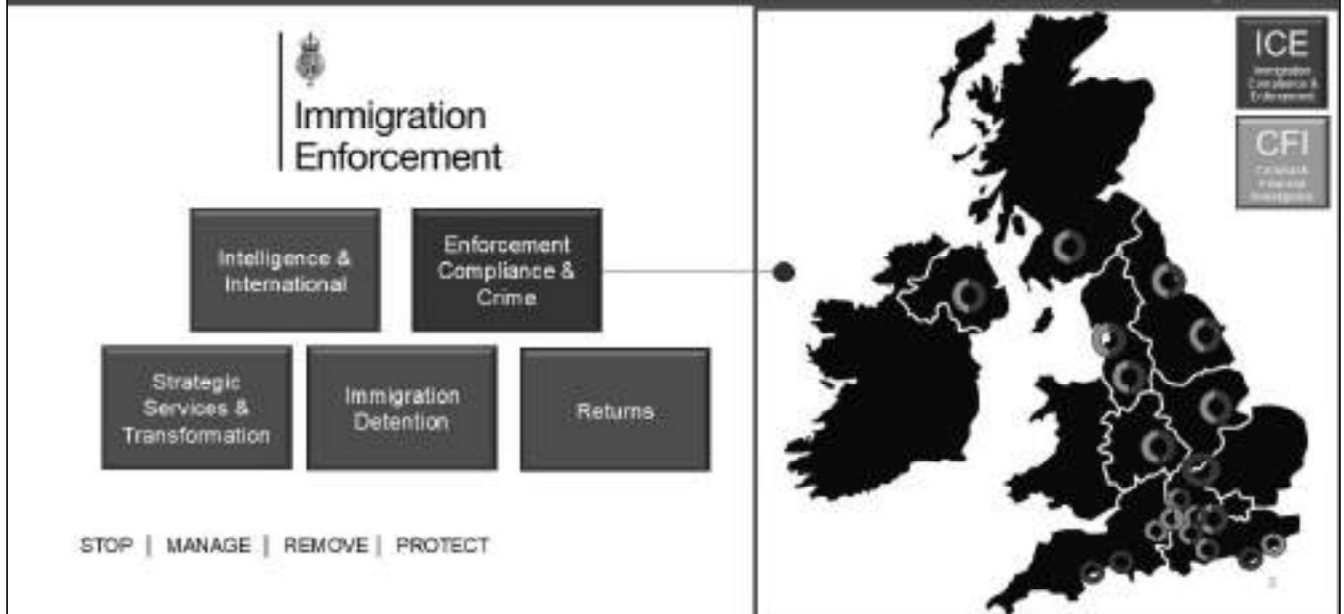 Immigration
Enforcement
Intelligence &
International
Enforcement
Compliance &
Crime
Strategic
Services &
Transformation
Immigration
Detention
Returns
STOP | MANAGE | REMOVE | PROTECT
ICE
Immigration
Compliance &
Enforcement
CFI